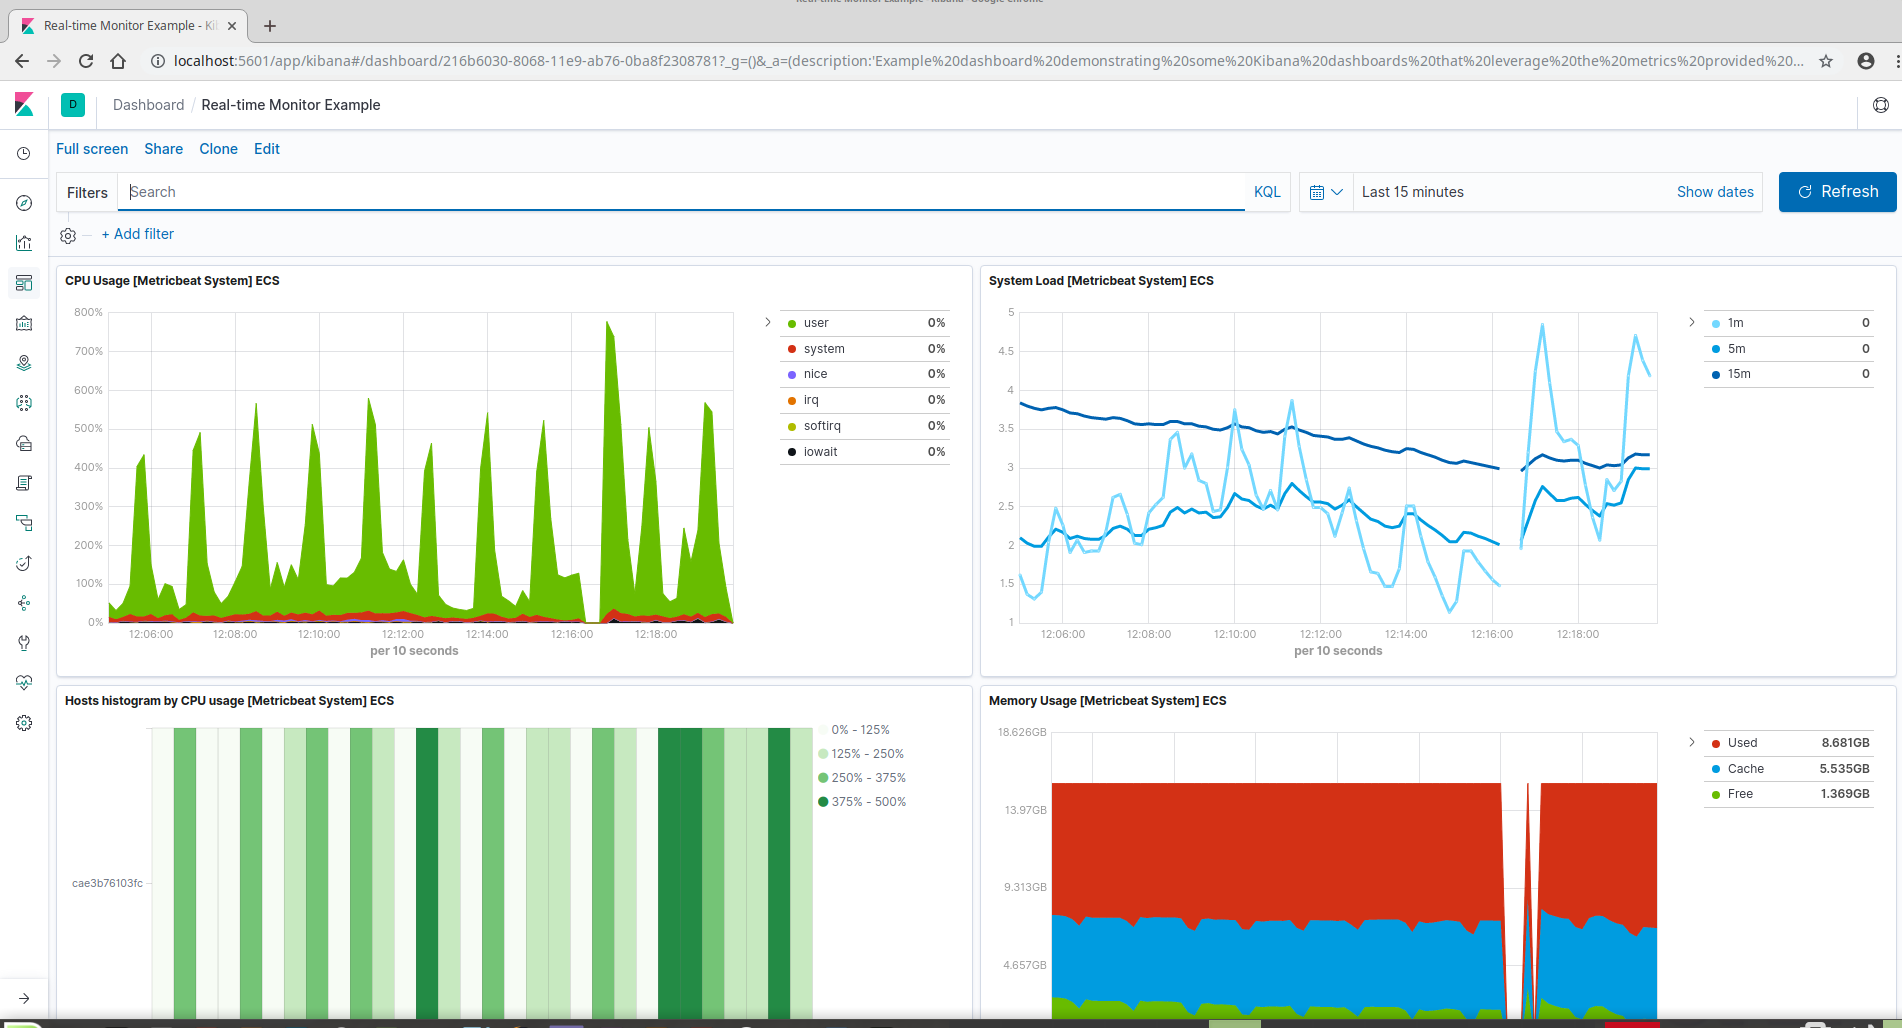 Real-time Monitor Example - Kibana - Google Chrome
Real-time Monitor Example - Ki
localhost:5601/app/kibana#/dashboard/216b6030-8068-11e9-ab76-0ba8f2308781?_g=()&_a=(description:'Example%20dashboard%20demonstrating%20some%20Kibana%20dashboards%20that%20leverage%20the%20metrics%20provided%20...
D Dashboard / Real-time Monitor Example
Full screen Share Clone Edit
Filters Search KQL Last 15 minutes Show dates Refresh
+ Add filter
CPU Usage [Metricbeat System] ECS
800%
700%
600%
500%
400%
300%
200%
100%
0%
12:06:00 12:08:00 12:10:00 12:12:00 12:14:00 12:16:00 12:18:00
per 10 seconds
user 0%
system 0%
nice 0%
irq 0%
softirq 0%
iowait 0%
System Load [Metricbeat System] ECS
5
4.5
4
3.5
3
2.5
2
1.5
1
12:06:00 12:08:00 12:10:00 12:12:00 12:14:00 12:16:00 12:18:00
per 10 seconds
1m 0
5m 0
15m 0
Hosts histogram by CPU usage [Metricbeat System] ECS
cae3b76103fc
0% - 125%
125% - 250%
250% - 375%
375% - 500%
Memory Usage [Metricbeat System] ECS
18.626GB
13.97GB
9.313GB
4.657GB
Used 8.681GB
Cache 5.535GB
Free 1.369GB